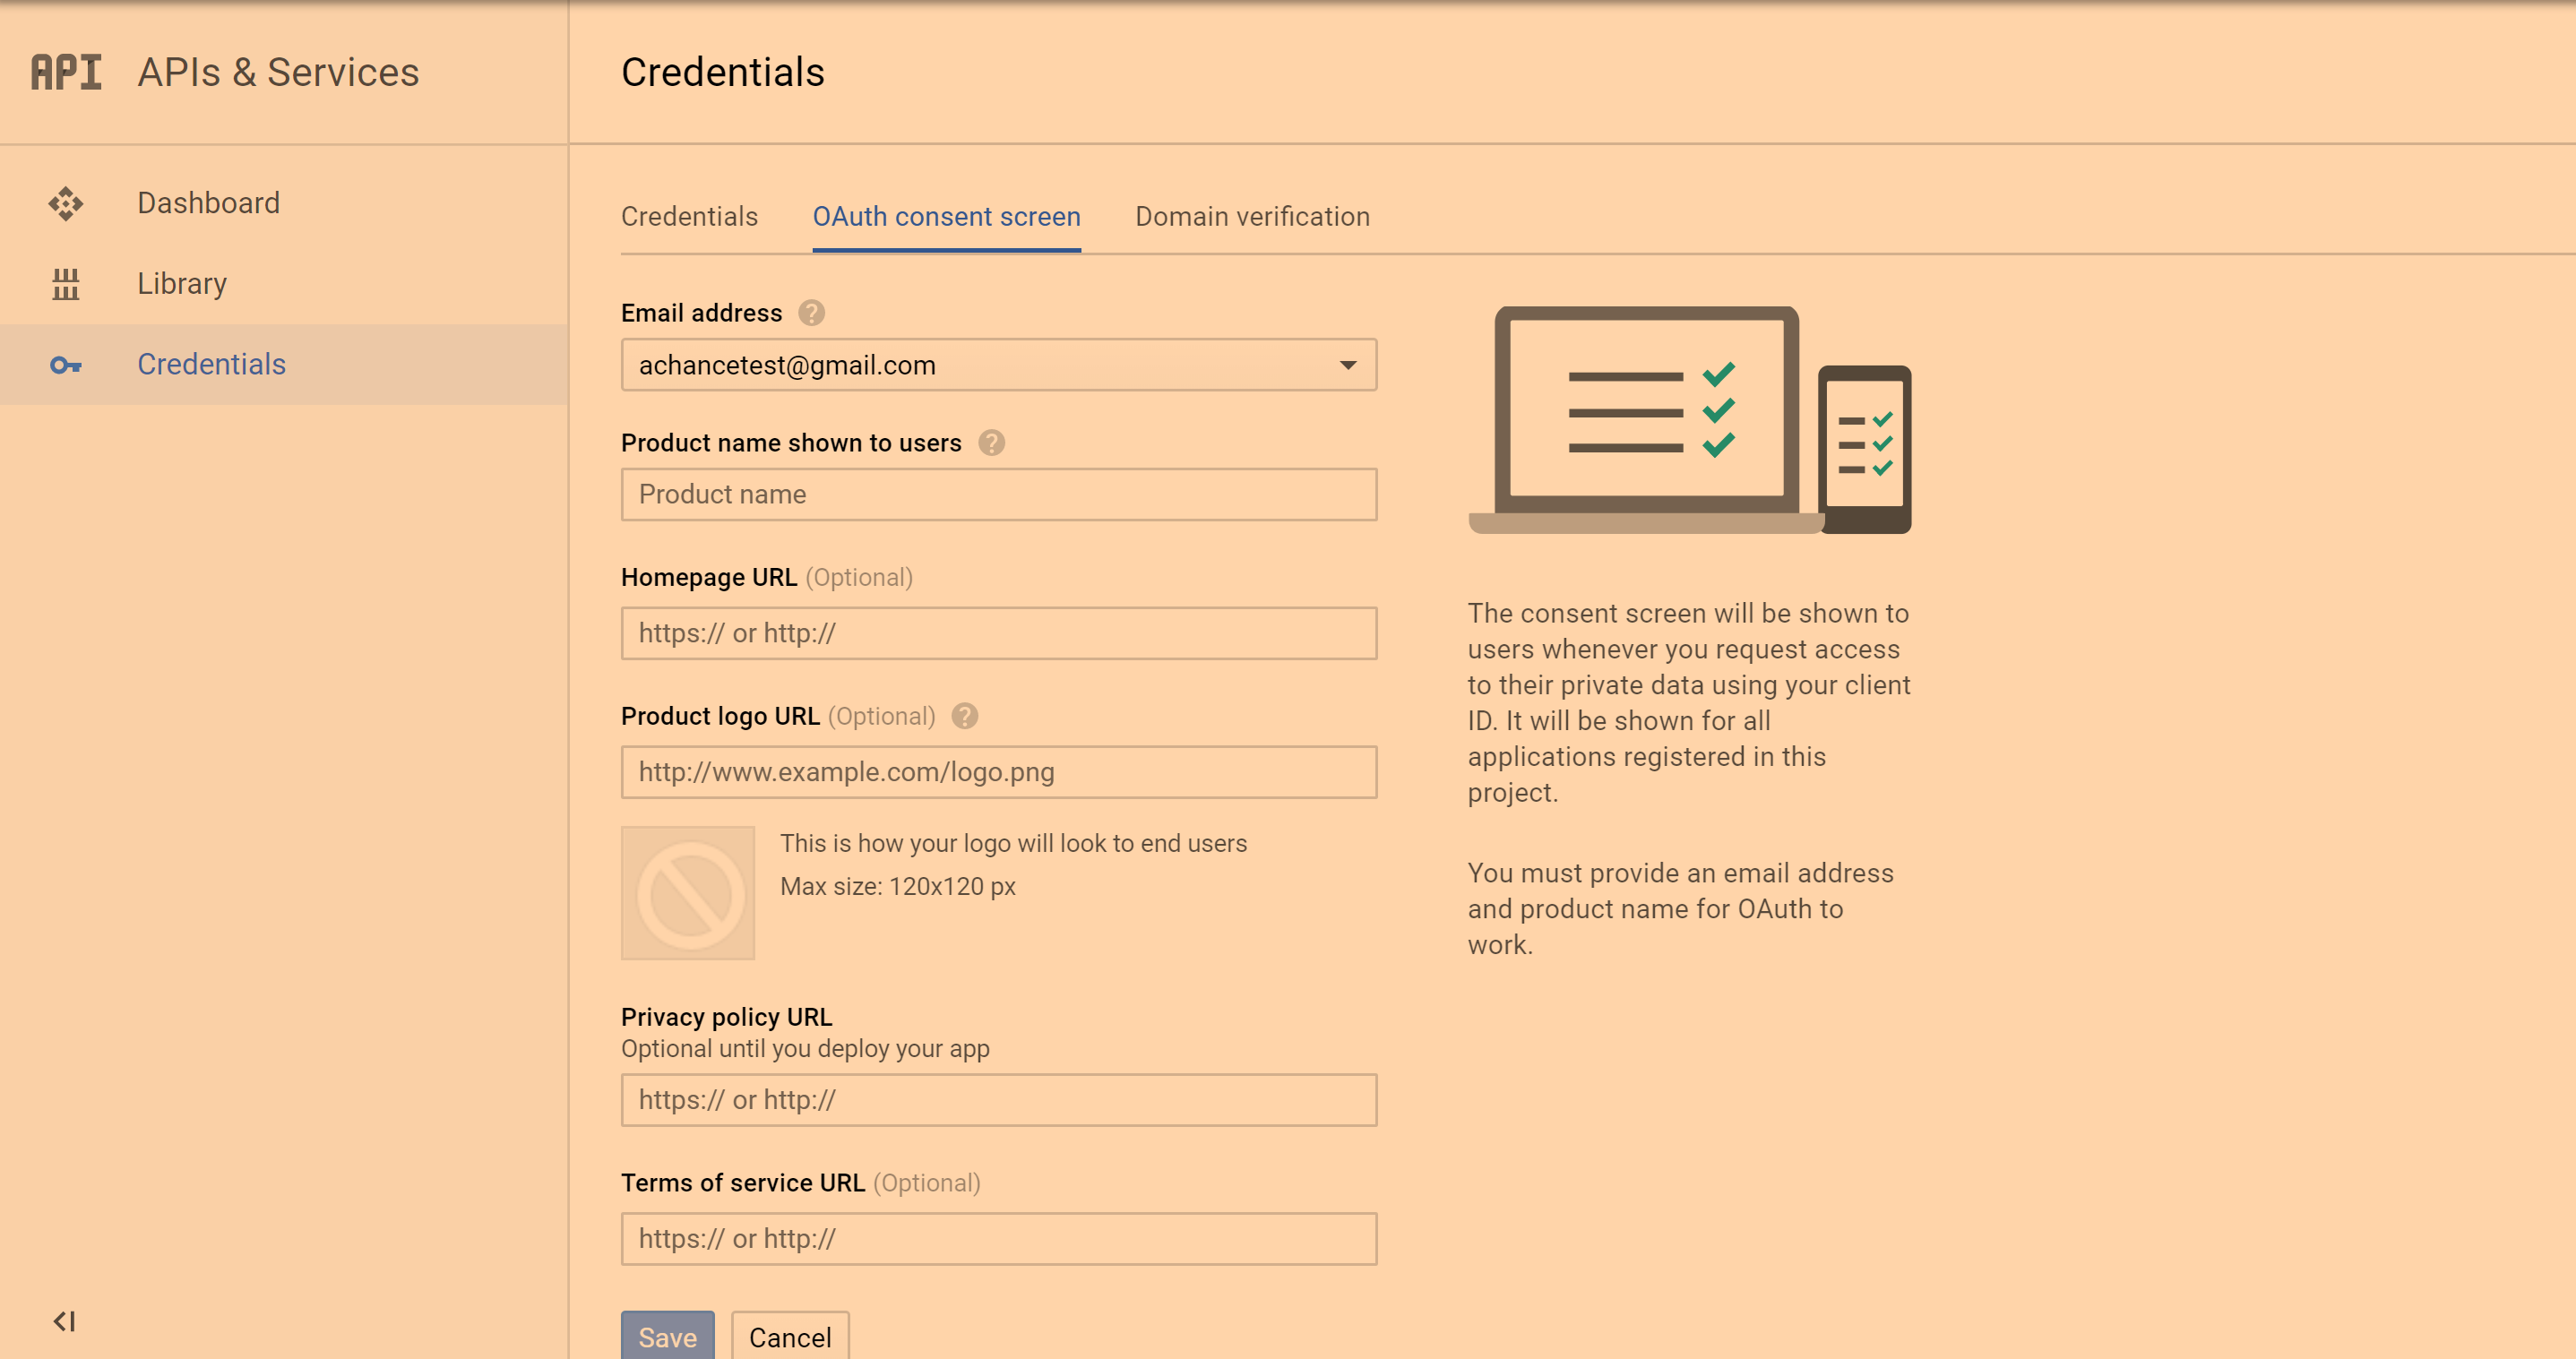 API APIs & Services
Credentials
Dashboard
Library
Credentials
Credentials OAuth consent screen Domain verification
Email address ?
achancetest@gmail.com
Product name shown to users ?
Product name
Homepage URL (Optional)
https:// or http://
Product logo URL (Optional) ?
http://www.example.com/logo.png
This is how your logo will look to end users
Max size: 120x120 px
Privacy policy URL
Optional until you deploy your app
https:// or http://
Terms of service URL (Optional)
https:// or http://
Save Cancel
The consent screen will be shown to
users whenever you request access
to their private data using your client
ID. It will be shown for all
applications registered in this
project.
You must provide an email address
and product name for OAuth to
work.